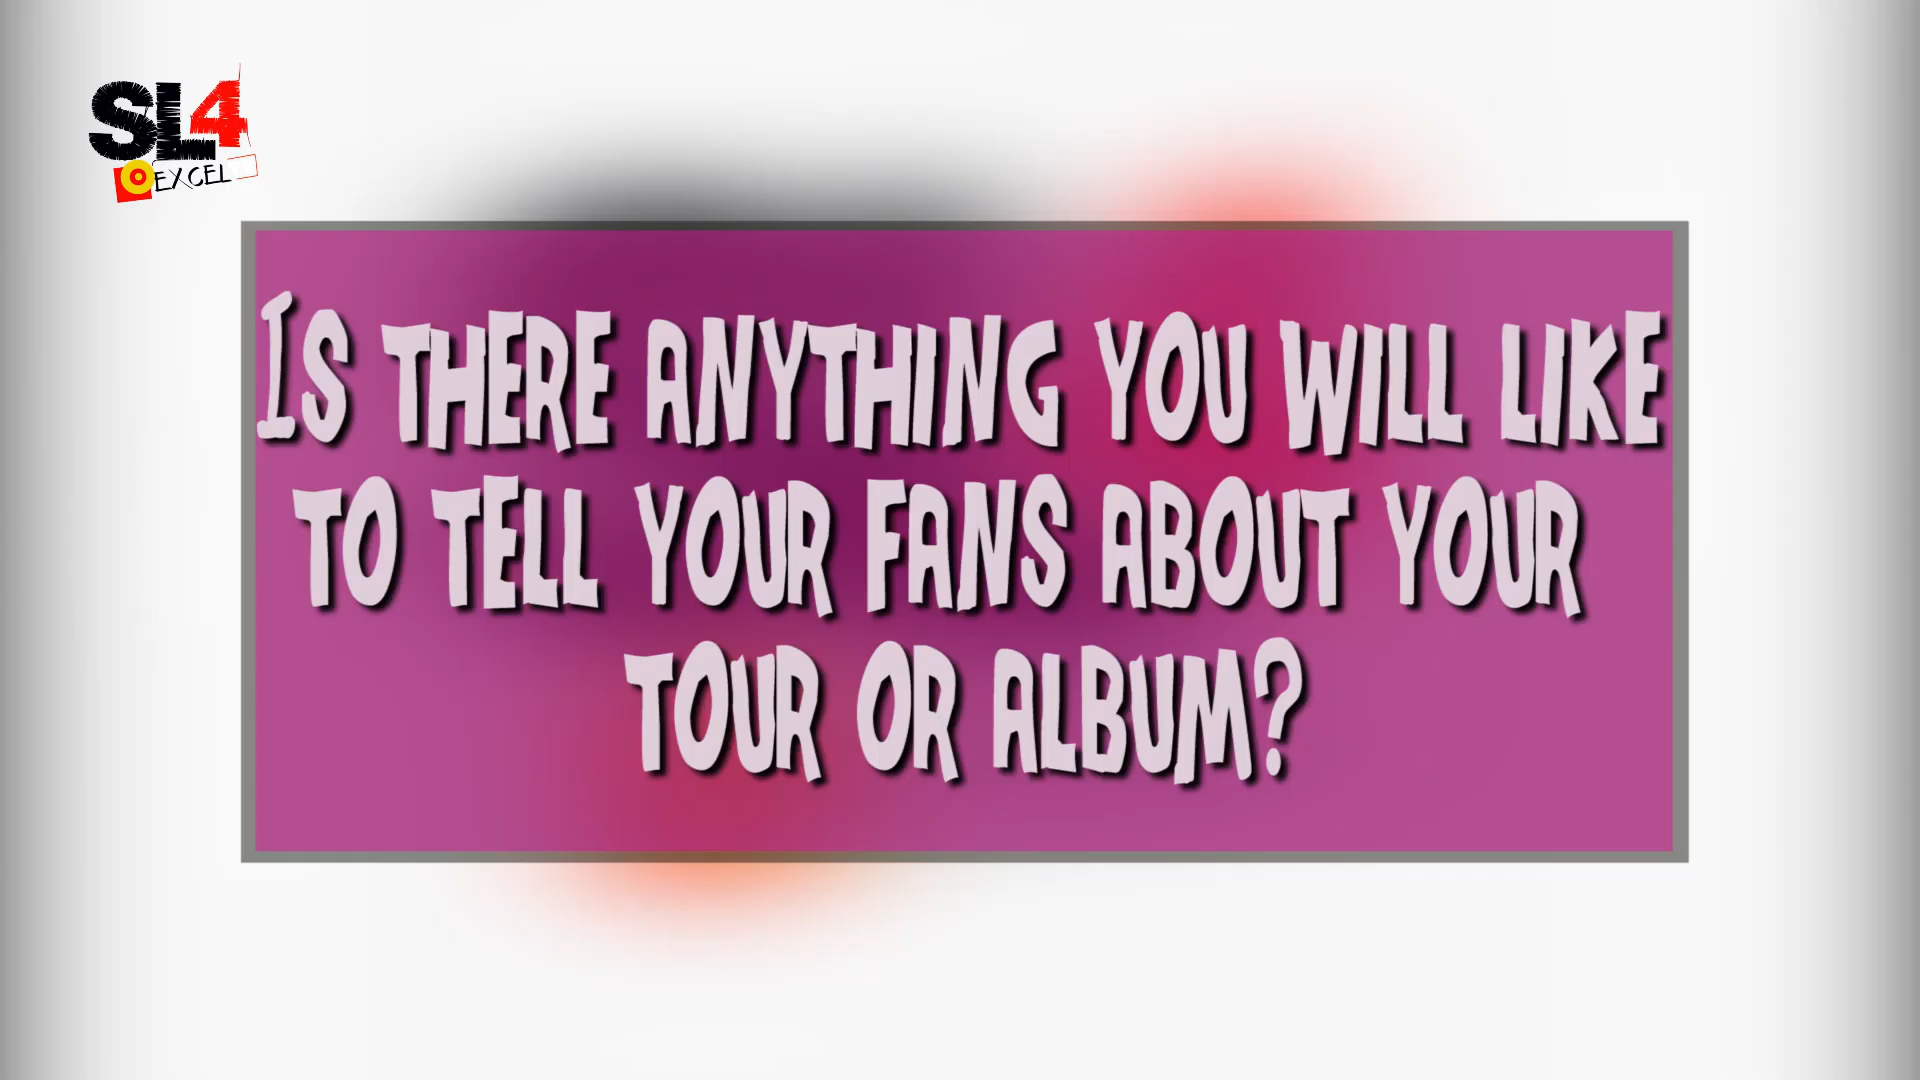 SL4
EXCEL
IS THERE ANYTHING YOU WILL LIKE
TO TELL YOUR FANS ABOUT YOUR
TOUR OR ALBUM?